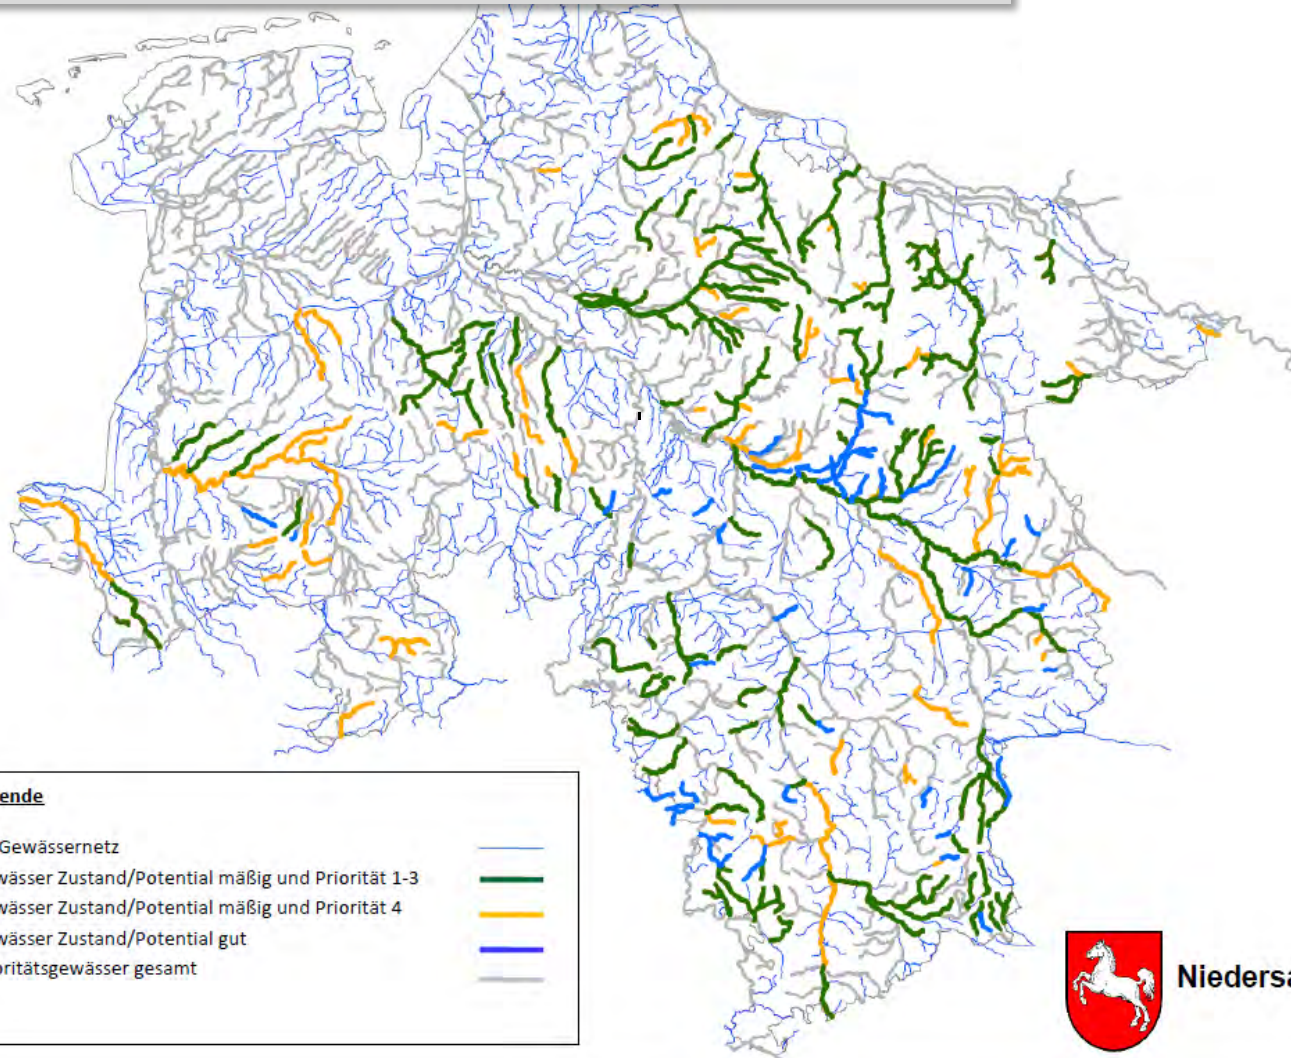 ende
Gewässernetz
wässer Zustand/Potential mäßig und Priorität 1-3
wässer Zustand/Potential mäßig und Priorität 4
wässer Zustand/Potential gut
oritätsgewässer gesamt
Niedersa